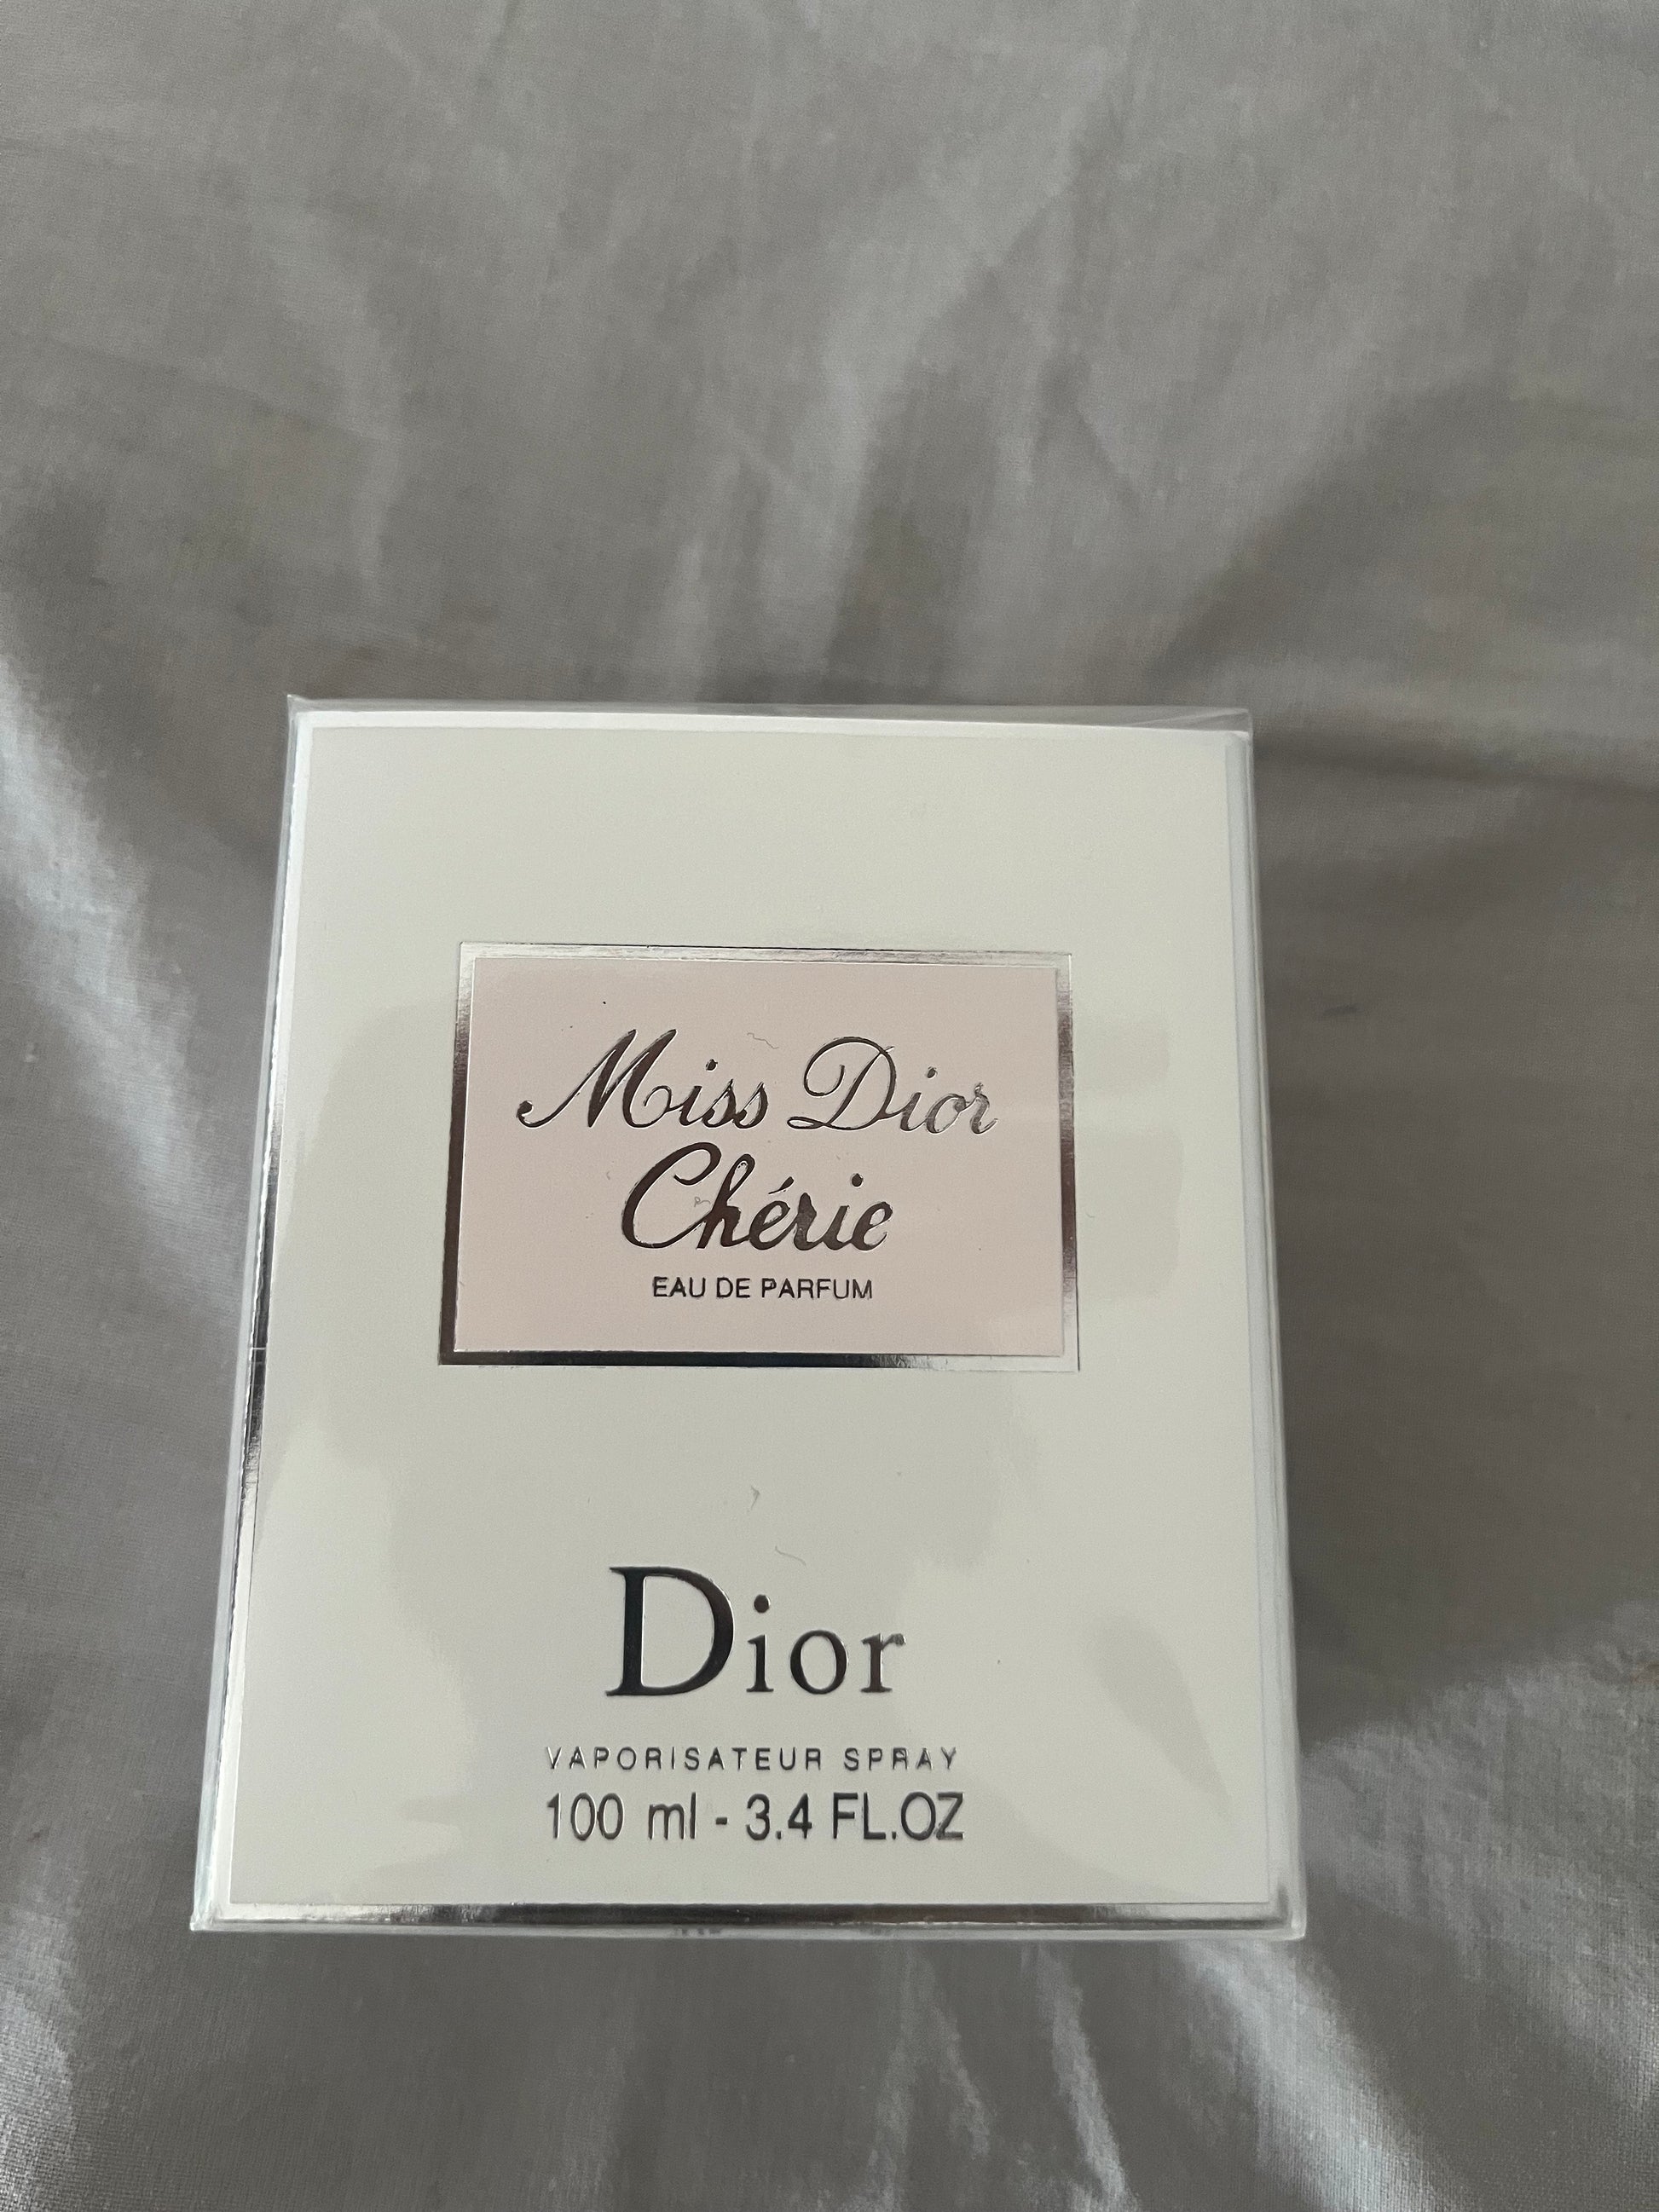 Miss Dior
Chérie
EAU DE PARFUM
Dior
VAPORISATEUR SPRAY
100 ml - 3.4 FL.OZ